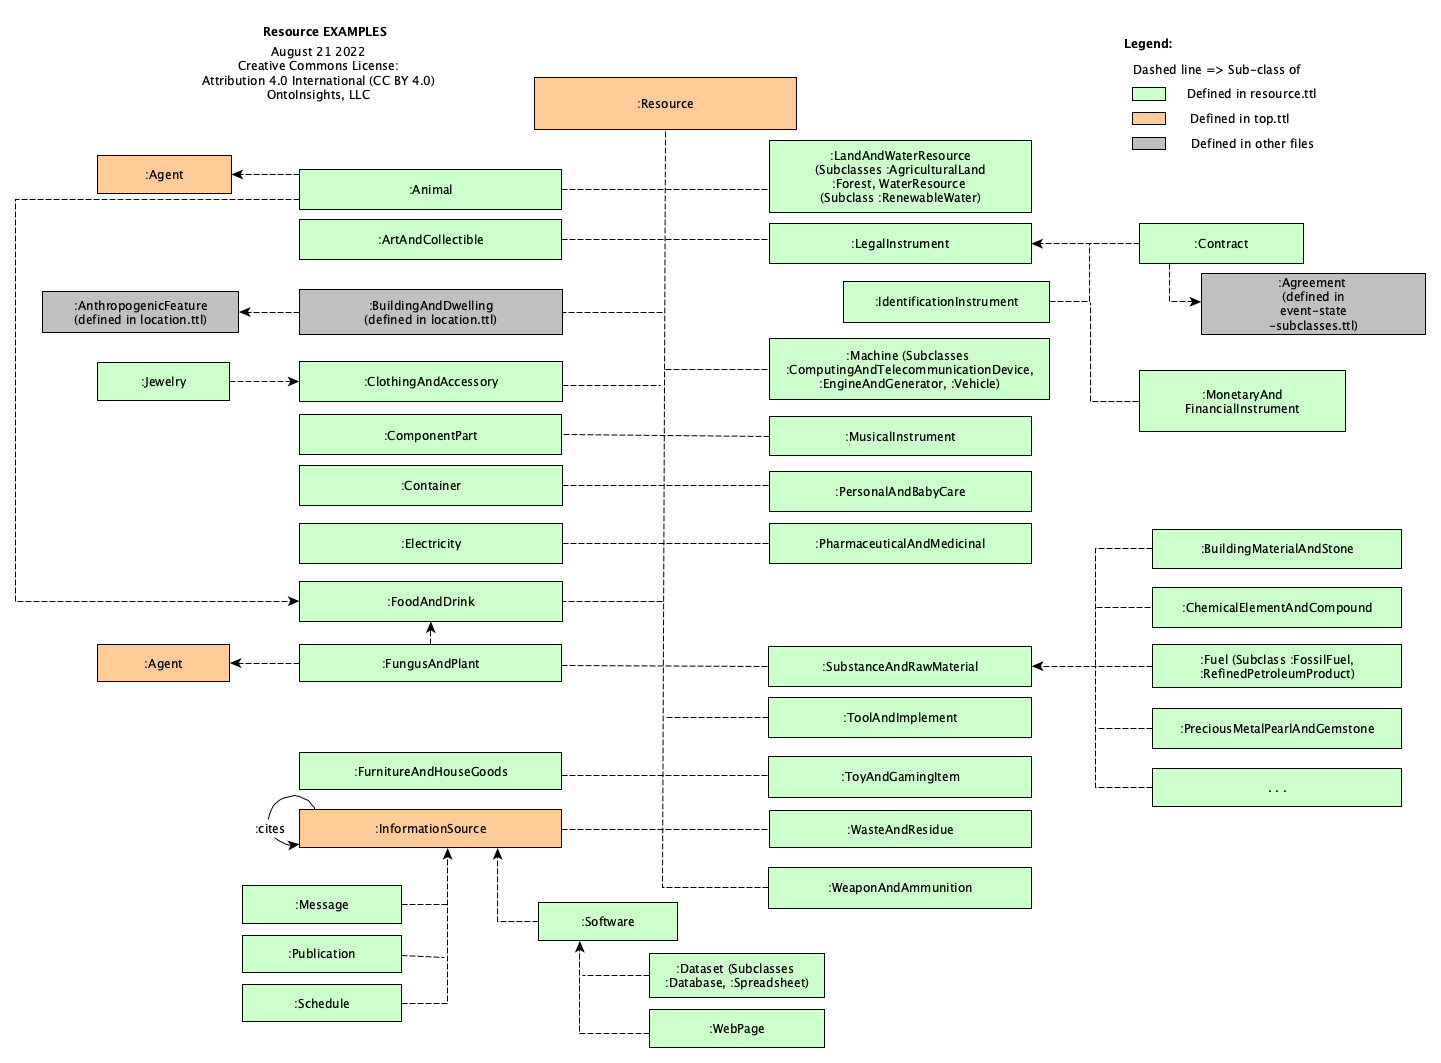 Resource EXAMPLES
August 21 2022
Creative Commons License:
Attribution 4.0 International (CC BY 4.0)
OntoInsights, LLC
Legend:
Dashed line => Sub-class of
Defined in resource.ttl
Defined in top.ttl
Defined in other files
:Resource
:Agent
:Animal
:LandAndWaterResource
(Subclasses :AgriculturalLand
:Forest, WaterResource
(Subclass :RenewableWater)
:ArtAndCollectible
:LegalInstrument
:Contract
:AnthropogenicFeature
(defined in location.ttl)
:BuildingAndDwelling
(defined in location.ttl)
:IdentificationInstrument
:Agreement
(defined in
event-state
-subclasses.ttl)
:Jewelry
:ClothingAndAccessory
:Machine (Subclasses
:ComputingAndTelecommunicationDevice,
:EngineAndGenerator, :Vehicle)
:MonetaryAnd
FinancialInstrument
:ComponentPart
:MusicalInstrument
:Container
:PersonalAndBabyCare
:Electricity
:PharmaceuticalAndMedicinal
:BuildingMaterialAndStone
:FoodAndDrink
:ChemicalElementAndCompound
:Agent
:FungusAndPlant
:SubstanceAndRawMaterial
:Fuel (Subclass :FossilFuel,
:RefinedPetroleumProduct)
:ToolAndImplement
:PreciousMetalPearlAndGemstone
:FurnitureAndHouseGoods
:ToyAndGamingItem
. . .
:cites
:InformationSource
:WasteAndResidue
:WeaponAndAmmunition
:Message
:Software
:Publication
:Dataset (Subclasses
:Database, :Spreadsheet)
:Schedule
:WebPage